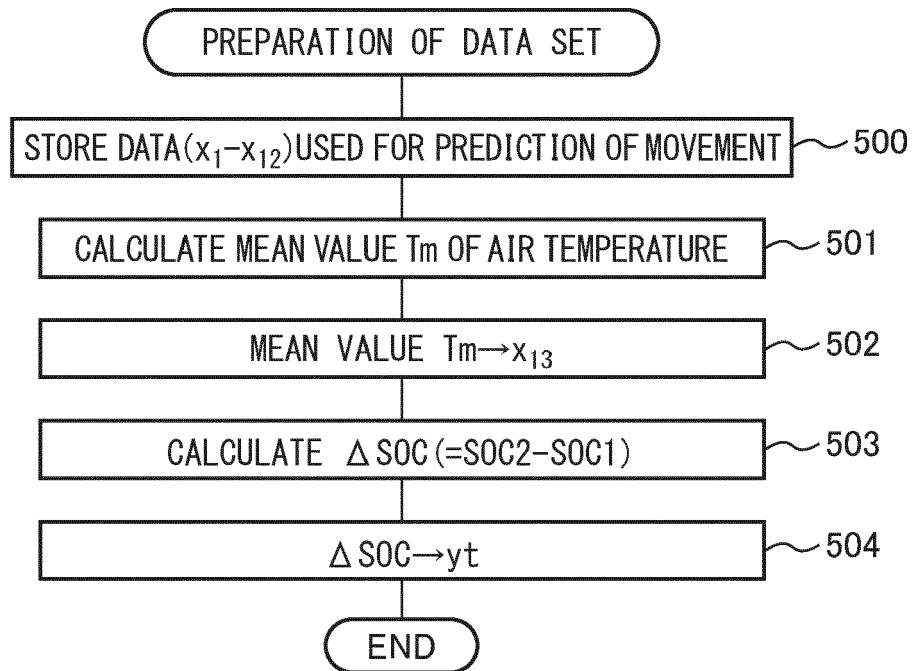 PREPARATION OF DATA SET
STORE DATA(x₁-x₁₂)USED FOR PREDICTION OF MOVEMENT 500
CALCULATE MEAN VALUE Tm OF AIR TEMPERATURE 501
MEAN VALUE Tm→x₁₃ 502
CALCULATE ΔSOC(=SOC2-SOC1) 503
ΔSOC→yt 504
END